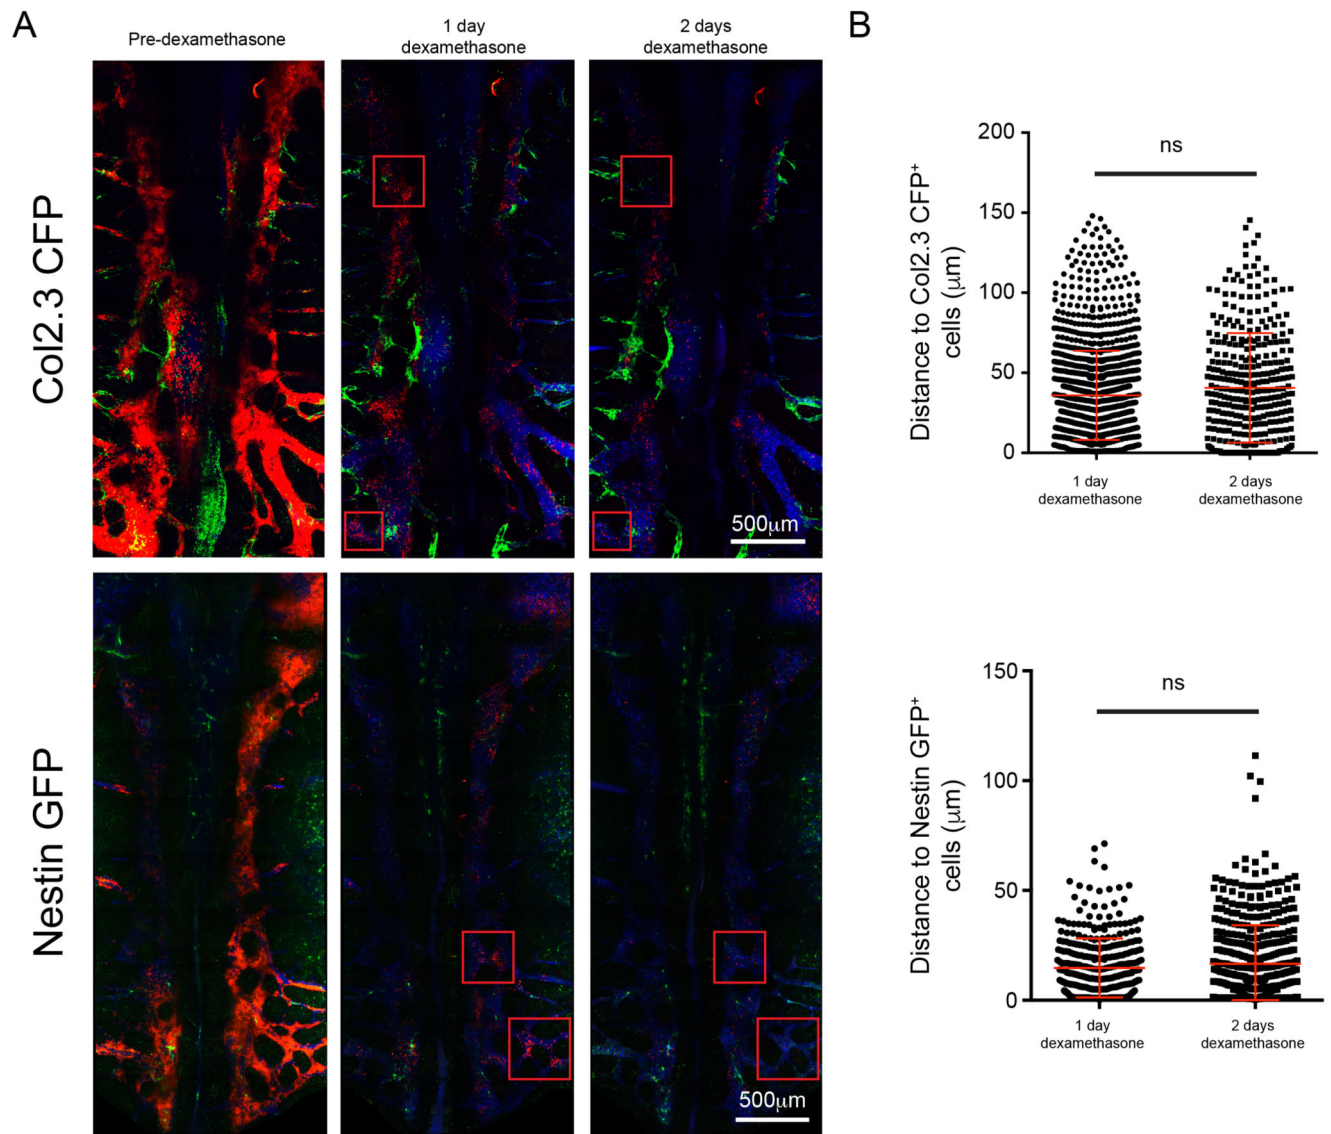 A
Pre-dexamethasone
1 day
dexamethasone
2 days
dexamethasone
Col2.3 CFP
500μm
Nestin GFP
500μm
B
Distance to Col2.3 CFP⁺
cells (μm)
200
150
100
50
0
ns
1 day
dexamethasone
2 days
dexamethasone
Distance to Nestin GFP⁺
cells (μm)
150
100
50
0
ns
1 day
dexamethasone
2 days
dexamethasone